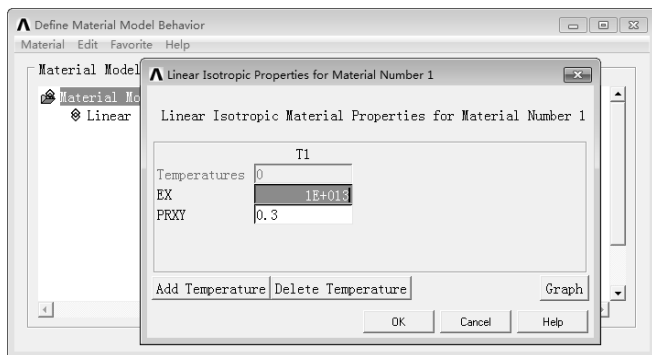 Define Material Model Behavior
Material Edit Favorite Help
Material Model
Material Mo
Linear
Linear Isotropic Properties for Material Number 1
Linear Isotropic Material Properties for Material Number 1
T1
Temperatures 0
EX 1E+013
PRXY 0.3
Add Temperature Delete Temperature Graph
OK Cancel Help